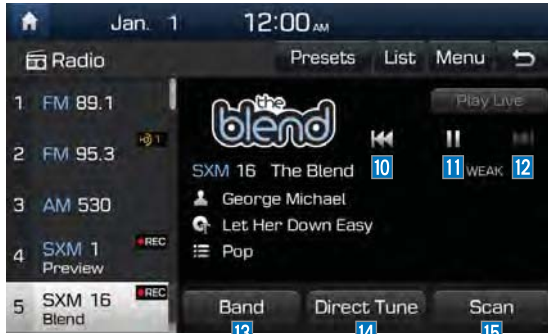 Jan. 1 12:00 AM
Radio Presets List Menu
1 FM 89.1
2 FM 95.3 1
3 AM 530
4 SXM 1 REC
Preview
5 SXM 16 REC
Blend
the
blend
Play Live
SXM 16 The Blend
10 11 WEAK 12
George Michael
Let Her Down Easy
Pop
Band Direct Tune Scan
13 14 15